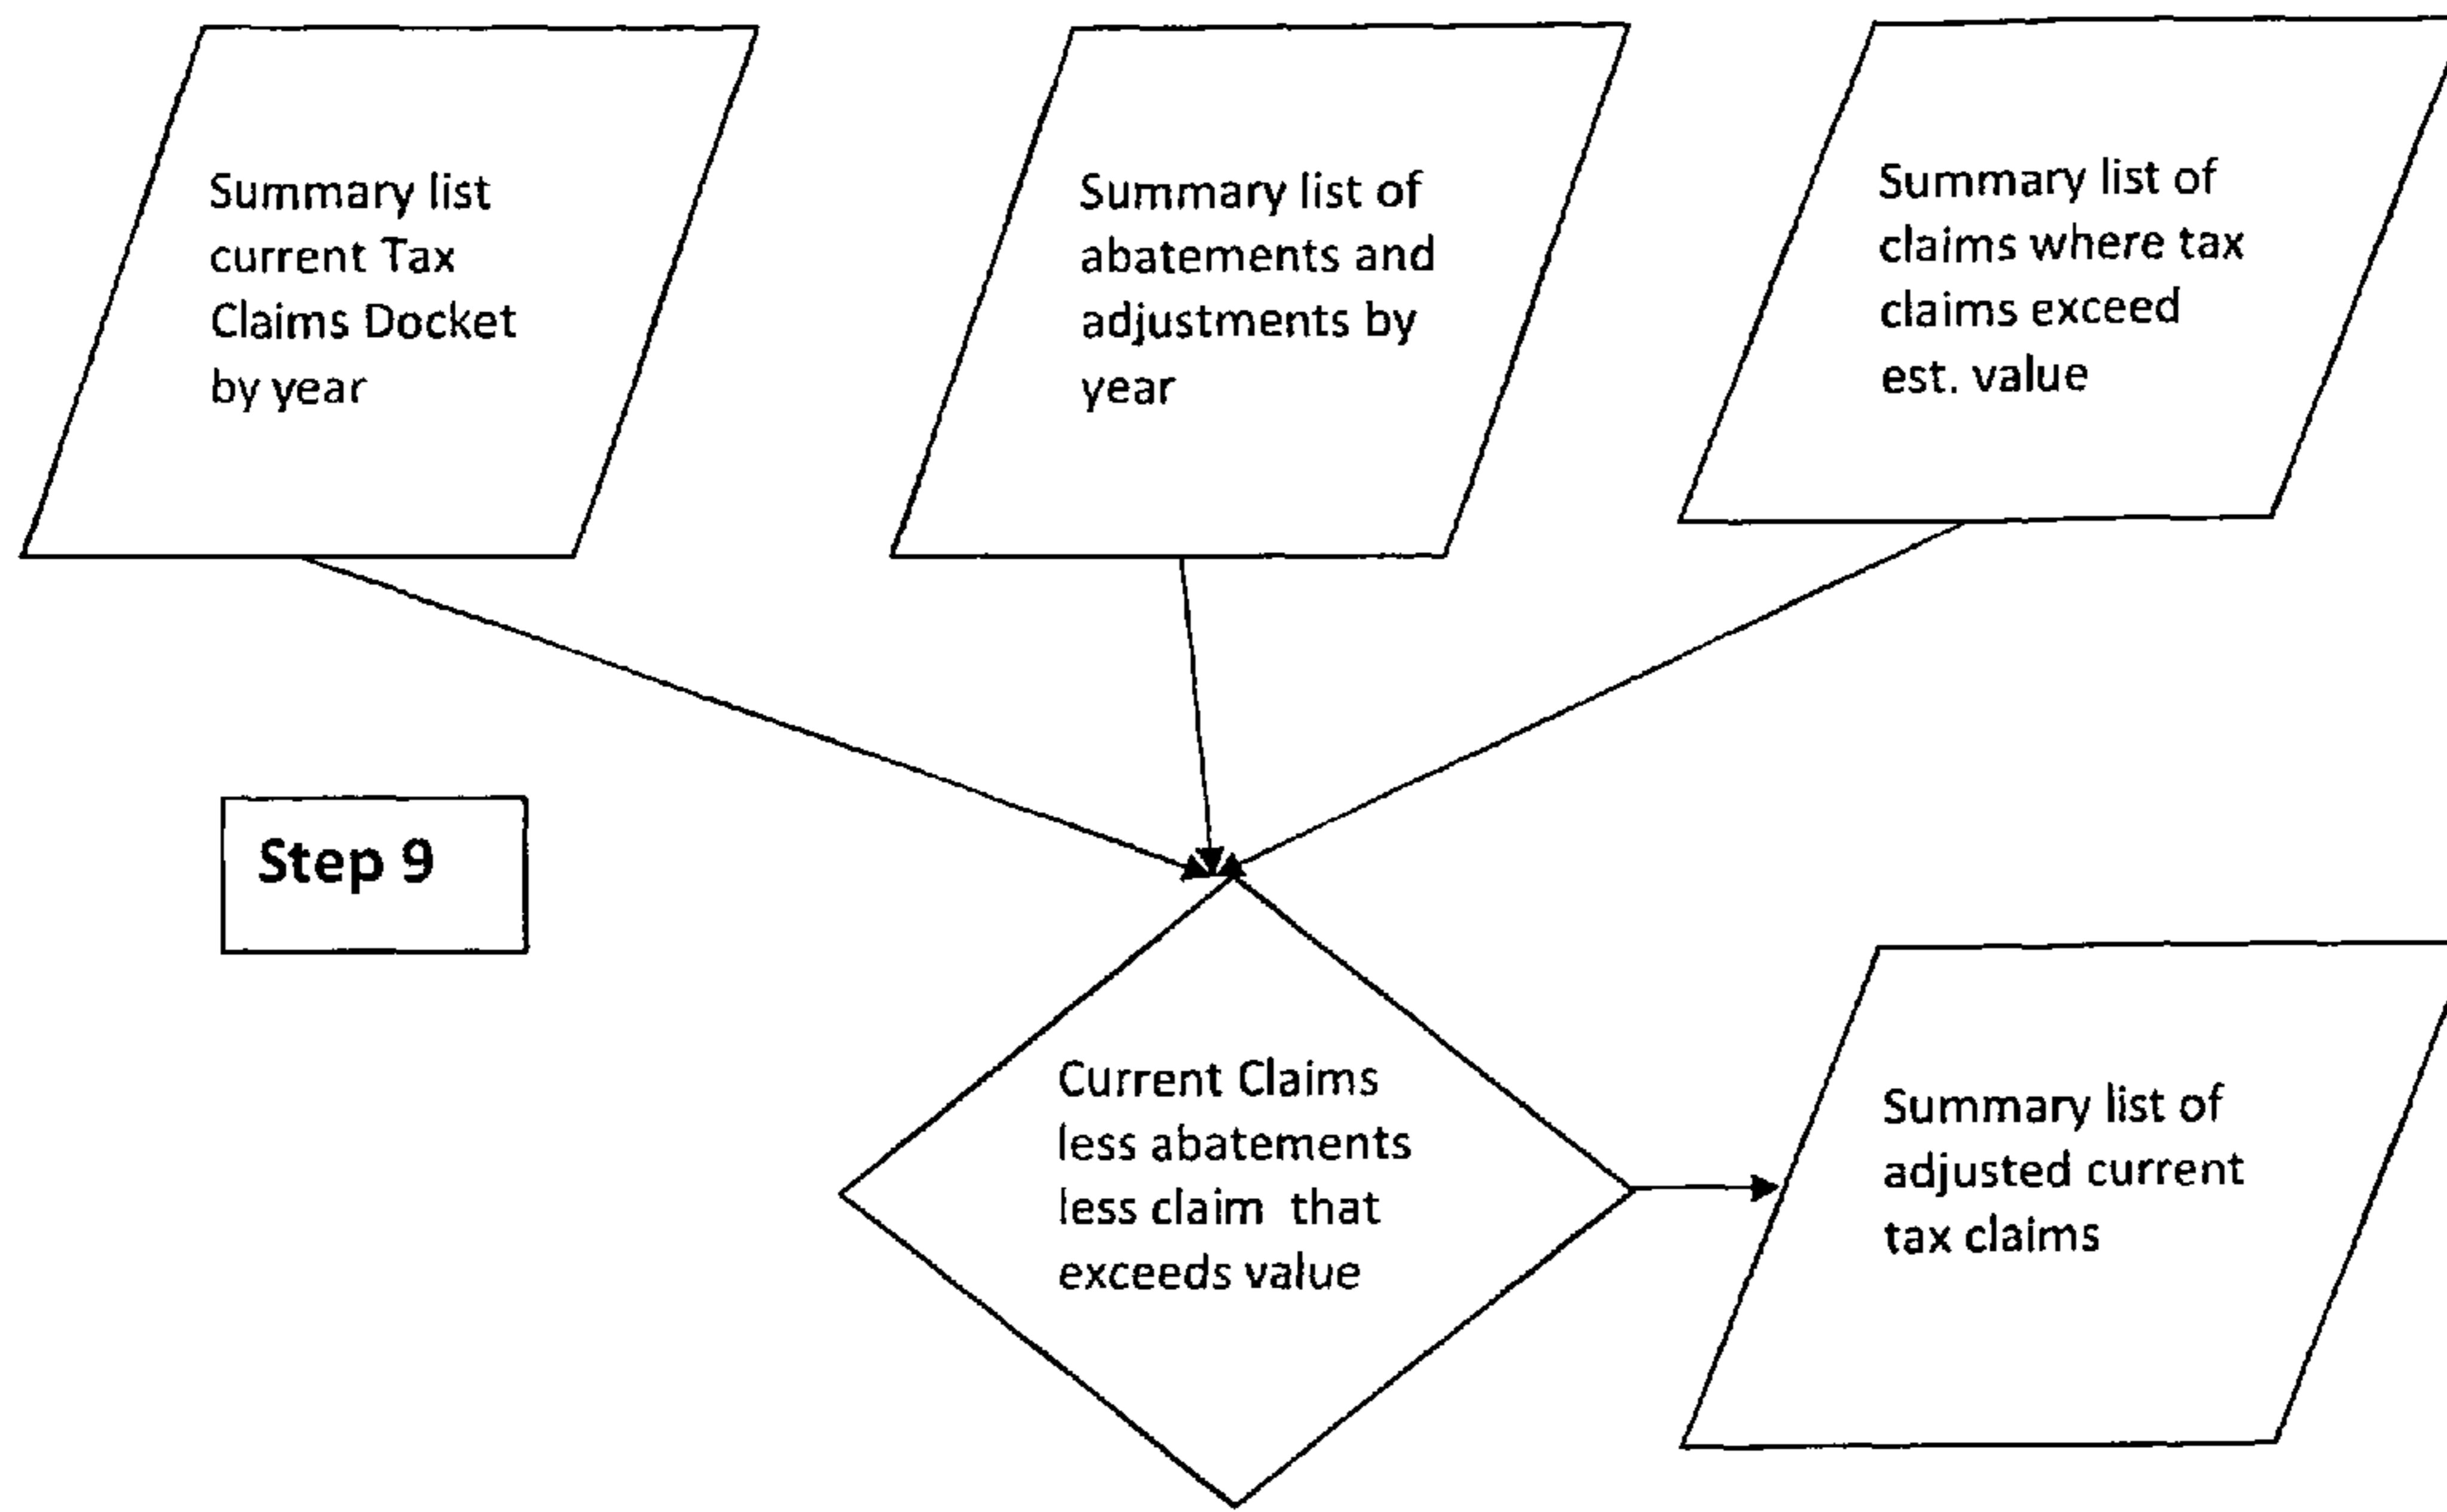 Summary list
current Tax
Claims Docket
by year
Summary list of
abatements and
adjustments by
year
Summary list of
claims where tax
claims exceed
est. value
Step 9
Current Claims
less abatements
less claim that
exceeds value
Summary list of
adjusted current
tax claims